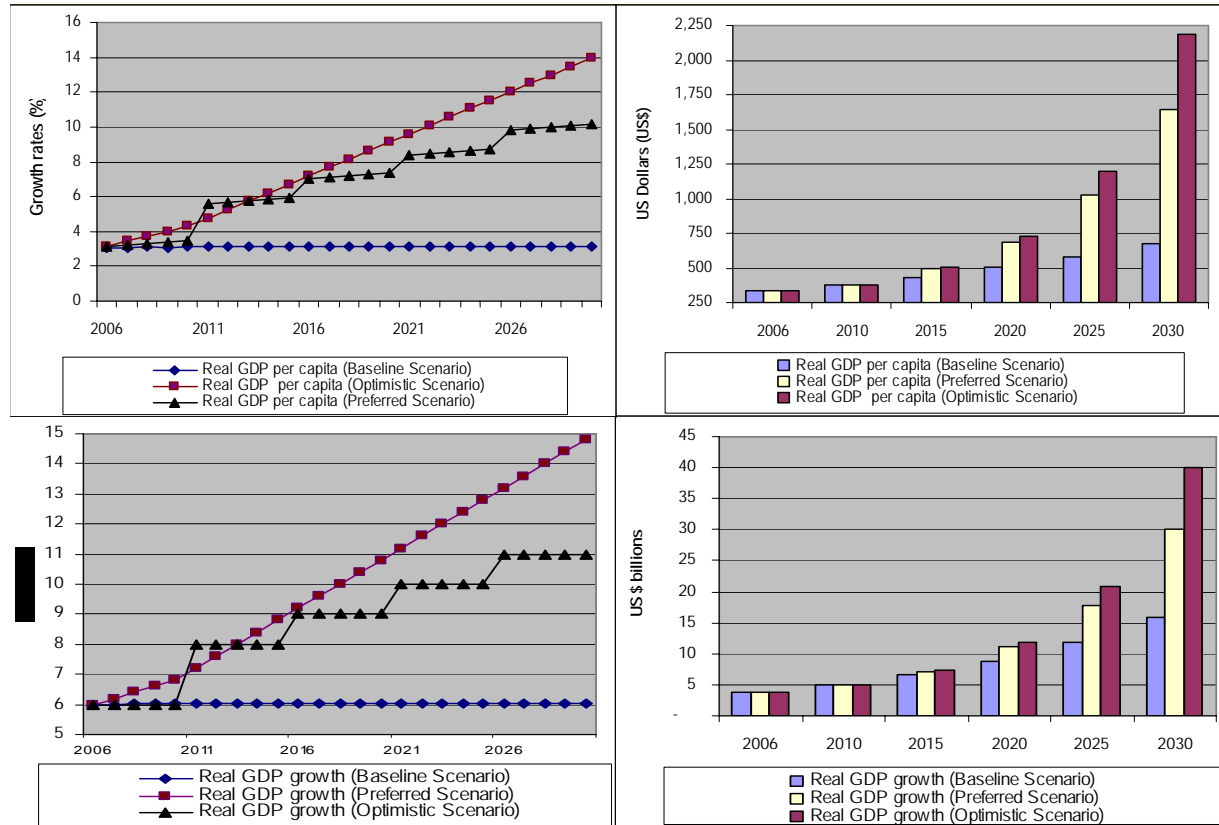 16
14
12
10
8
6
4
2
0
Growth rates (%)
2006 2011 2016 2021 2026
Real GDP per capita (Baseline Scenario)
Real GDP per capita (Optimistic Scenario)
Real GDP per capita (Preferred Scenario)
2,250
2,000
1,750
1,500
1,250
1,000
750
500
250
US Dollars (US$)
2006 2010 2015 2020 2025 2030
Real GDP per capita (Baseline Scenario)
Real GDP per capita (Preferred Scenario)
Real GDP per capita (Optimistic Scenario)
15
14
13
12
11
10
9
8
7
6
5
2006 2011 2016 2021 2026
Real GDP growth (Baseline Scenario)
Real GDP growth (Preferred Scenario)
Real GDP growth (Optimistic Scenario)
45
40
35
30
25
20
15
10
5
-
US $ billions
2006 2010 2015 2020 2025 2030
Real GDP growth (Baseline Scenario)
Real GDP growth (Preferred Scenario)
Real GDP growth (Optimistic Scenario)